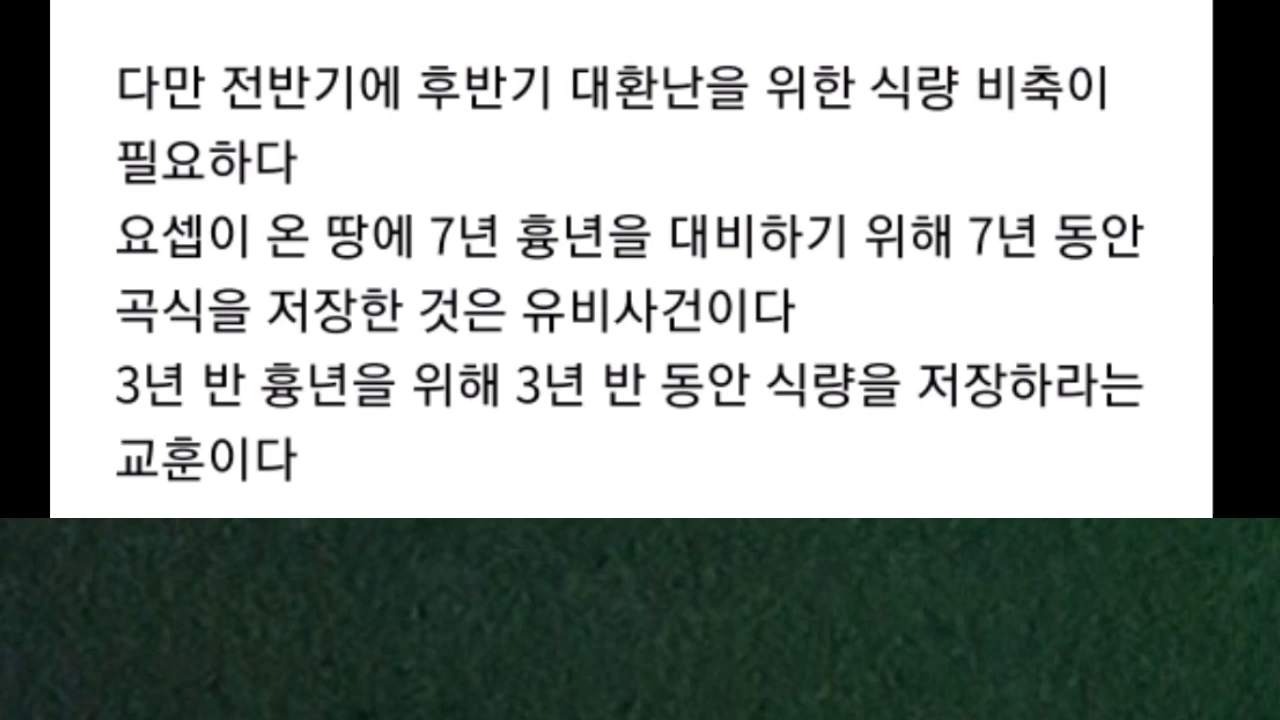 다만 전반기에 후반기 대환난을 위한 식량 비축이
필요하다
요셉이 온 땅에 7년 흉년을 대비하기 위해 7년 동안
곡식을 저장한 것은 유비사건이다
3년 반 흉년을 위해 3년 반 동안 식량을 저장하라는
교훈이다